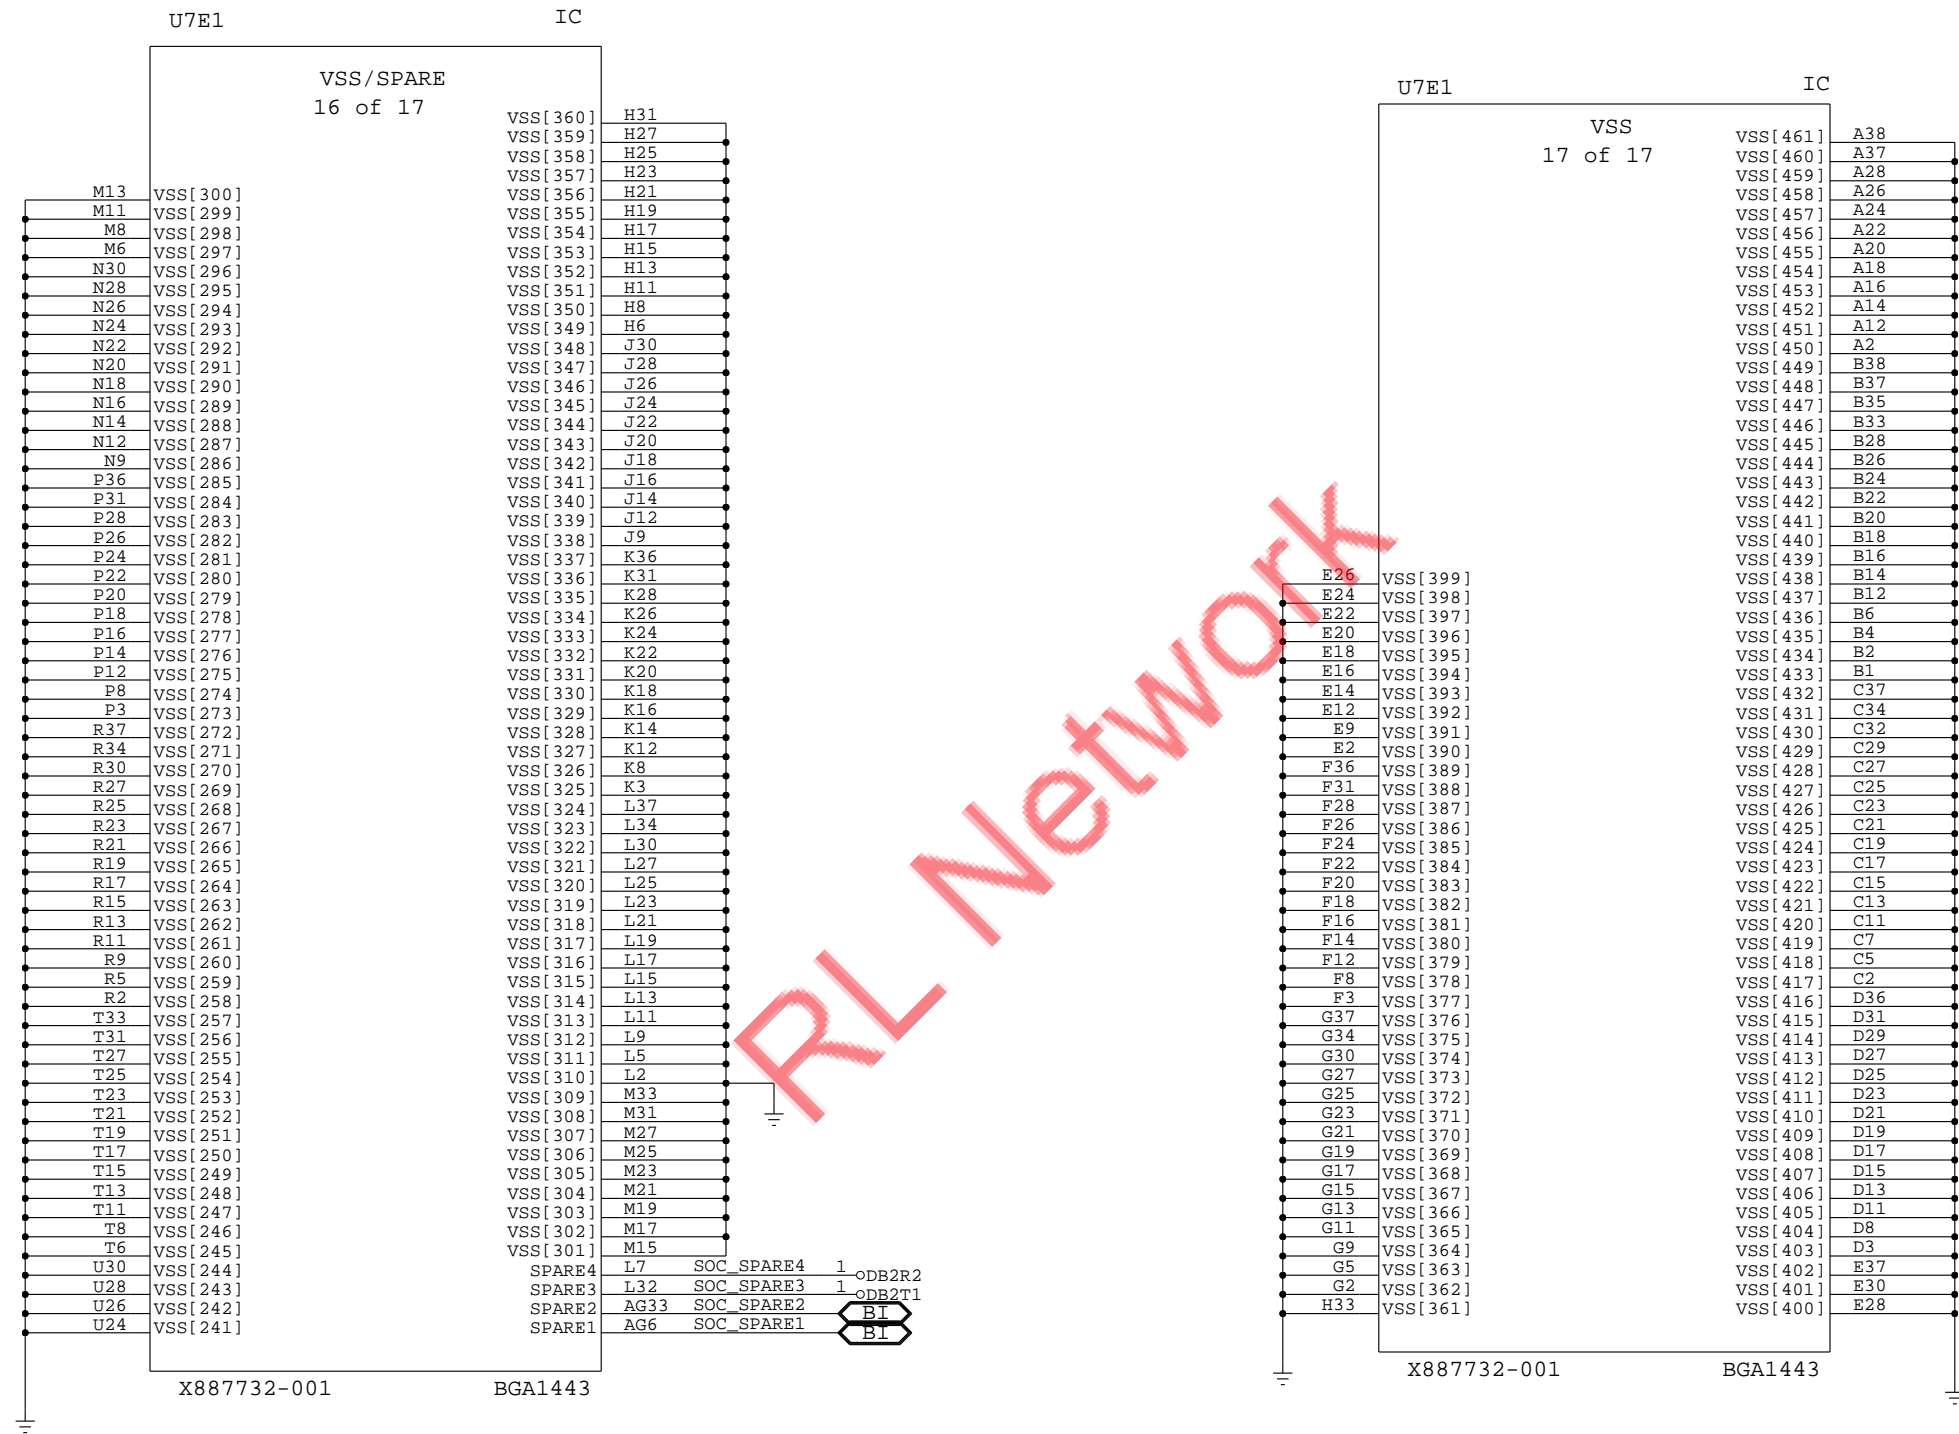 U7E1 IC
VSS/SPARE
16 of 17
VSS[360] H31
VSS[359] H27
VSS[358] H25
VSS[357] H23
M13 VSS[300] VSS[356] H21
M11 VSS[299] VSS[355] H19
M8 VSS[298] VSS[354] H17
M6 VSS[297] VSS[353] H15
N30 VSS[296] VSS[352] H13
N28 VSS[295] VSS[351] H11
N26 VSS[294] VSS[350] H8
N24 VSS[293] VSS[349] H6
N22 VSS[292] VSS[348] J30
N20 VSS[291] VSS[347] J28
N18 VSS[290] VSS[346] J26
N16 VSS[289] VSS[345] J24
N14 VSS[288] VSS[344] J22
N12 VSS[287] VSS[343] J20
N9 VSS[286] VSS[342] J18
P36 VSS[285] VSS[341] J16
P31 VSS[284] VSS[340] J14
P28 VSS[283] VSS[339] J12
P26 VSS[282] VSS[338] J9
P24 VSS[281] VSS[337] K36
P22 VSS[280] VSS[336] K31
P20 VSS[279] VSS[335] K28
P18 VSS[278] VSS[334] K26
P16 VSS[277] VSS[333] K24
P14 VSS[276] VSS[332] K22
P12 VSS[275] VSS[331] K20
P8 VSS[274] VSS[330] K18
P3 VSS[273] VSS[329] K16
R37 VSS[272] VSS[328] K14
R34 VSS[271] VSS[327] K12
R30 VSS[270] VSS[326] K8
R27 VSS[269] VSS[325] K3
R25 VSS[268] VSS[324] L37
R23 VSS[267] VSS[323] L34
R21 VSS[266] VSS[322] L30
R19 VSS[265] VSS[321] L27
R17 VSS[264] VSS[320] L25
R15 VSS[263] VSS[319] L23
R13 VSS[262] VSS[318] L21
R11 VSS[261] VSS[317] L19
R9 VSS[260] VSS[316] L17
R5 VSS[259] VSS[315] L15
R2 VSS[258] VSS[314] L13
T33 VSS[257] VSS[313] L11
T31 VSS[256] VSS[312] L9
T27 VSS[255] VSS[311] L5
T25 VSS[254] VSS[310] L2
T23 VSS[253] VSS[309] M33
T21 VSS[252] VSS[308] M31
T19 VSS[251] VSS[307] M27
T17 VSS[250] VSS[306] M25
T15 VSS[249] VSS[305] M23
T13 VSS[248] VSS[304] M21
T11 VSS[247] VSS[303] M19
T8 VSS[246] VSS[302] M17
T6 VSS[245] VSS[301] M15
U30 VSS[244] SPARE4 L7 SOC_SPARE4 1 DB2R2
U28 VSS[243] SPARE3 L32 SOC_SPARE3 1 DB2T1
U26 VSS[242] SPARE2 AG33 SOC_SPARE2 BI
U24 VSS[241] SPARE1 AG6 SOC_SPARE1 BI
X887732-001 BGA1443
RL Network
U7E1 IC
VSS
17 of 17
VSS[461] A38
VSS[460] A37
VSS[459] A28
VSS[458] A26
VSS[457] A24
VSS[456] A22
VSS[455] A20
VSS[454] A18
VSS[453] A16
VSS[452] A14
VSS[451] A12
VSS[450] A2
VSS[449] B38
VSS[448] B37
VSS[447] B35
VSS[446] B33
VSS[445] B28
VSS[444] B26
VSS[443] B24
VSS[442] B22
VSS[441] B20
VSS[440] B18
VSS[439] B16
E26 VSS[399] VSS[438] B14
E24 VSS[398] VSS[437] B12
E22 VSS[397] VSS[436] B6
E20 VSS[396] VSS[435] B4
E18 VSS[395] VSS[434] B2
E16 VSS[394] VSS[433] B1
E14 VSS[393] VSS[432] C37
E12 VSS[392] VSS[431] C34
E9 VSS[391] VSS[430] C32
E2 VSS[390] VSS[429] C29
F36 VSS[389] VSS[428] C27
F31 VSS[388] VSS[427] C25
F28 VSS[387] VSS[426] C23
F26 VSS[386] VSS[425] C21
F24 VSS[385] VSS[424] C19
F22 VSS[384] VSS[423] C17
F20 VSS[383] VSS[422] C15
F18 VSS[382] VSS[421] C13
F16 VSS[381] VSS[420] C11
F14 VSS[380] VSS[419] C7
F12 VSS[379] VSS[418] C5
F8 VSS[378] VSS[417] C2
F3 VSS[377] VSS[416] D36
G37 VSS[376] VSS[415] D31
G34 VSS[375] VSS[414] D29
G30 VSS[374] VSS[413] D27
G27 VSS[373] VSS[412] D25
G25 VSS[372] VSS[411] D23
G23 VSS[371] VSS[410] D21
G21 VSS[370] VSS[409] D19
G19 VSS[369] VSS[408] D17
G17 VSS[368] VSS[407] D15
G15 VSS[367] VSS[406] D13
G13 VSS[366] VSS[405] D11
G11 VSS[365] VSS[404] D8
G9 VSS[364] VSS[403] D3
G5 VSS[363] VSS[402] E37
G2 VSS[362] VSS[401] E30
H33 VSS[361] VSS[400] E28
X887732-001 BGA1443